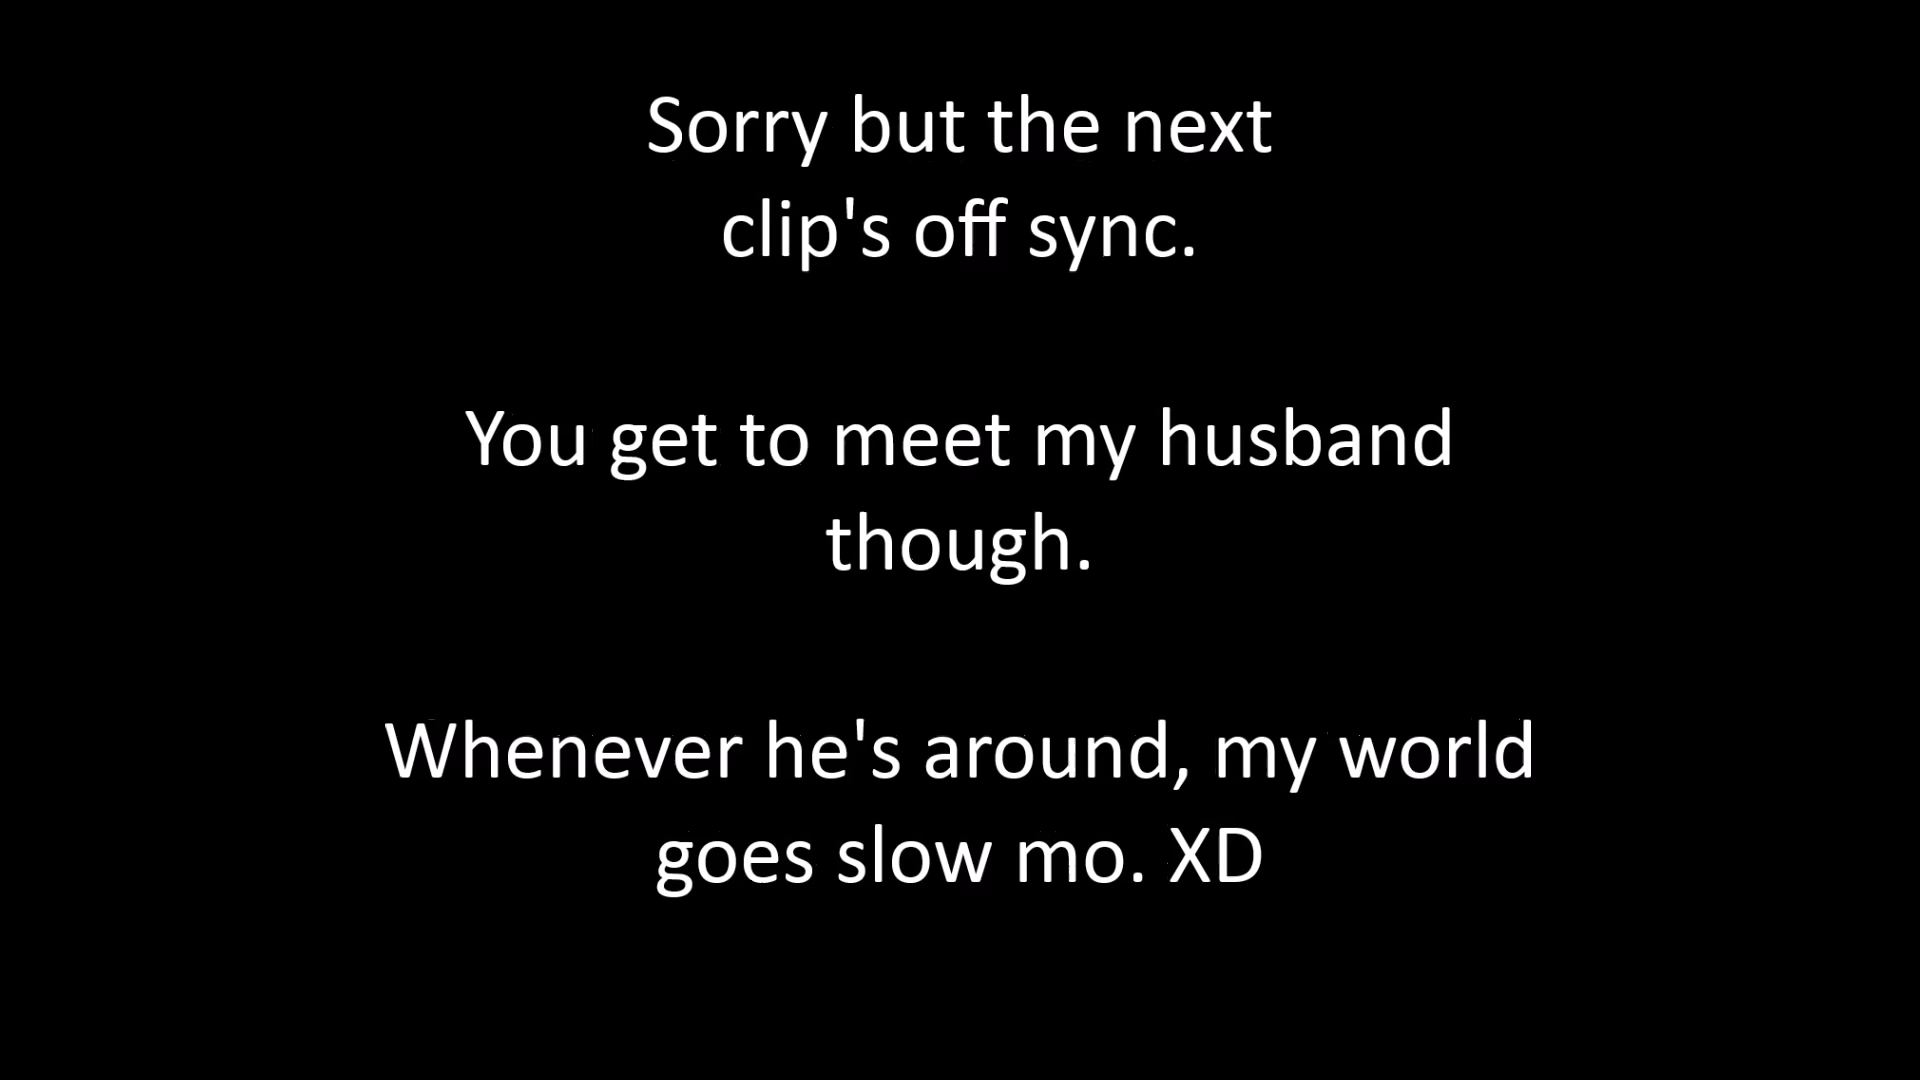 Sorry but the next
clip's off sync.
You get to meet my husband
though.
Whenever he's around, my world
goes slow mo. XD